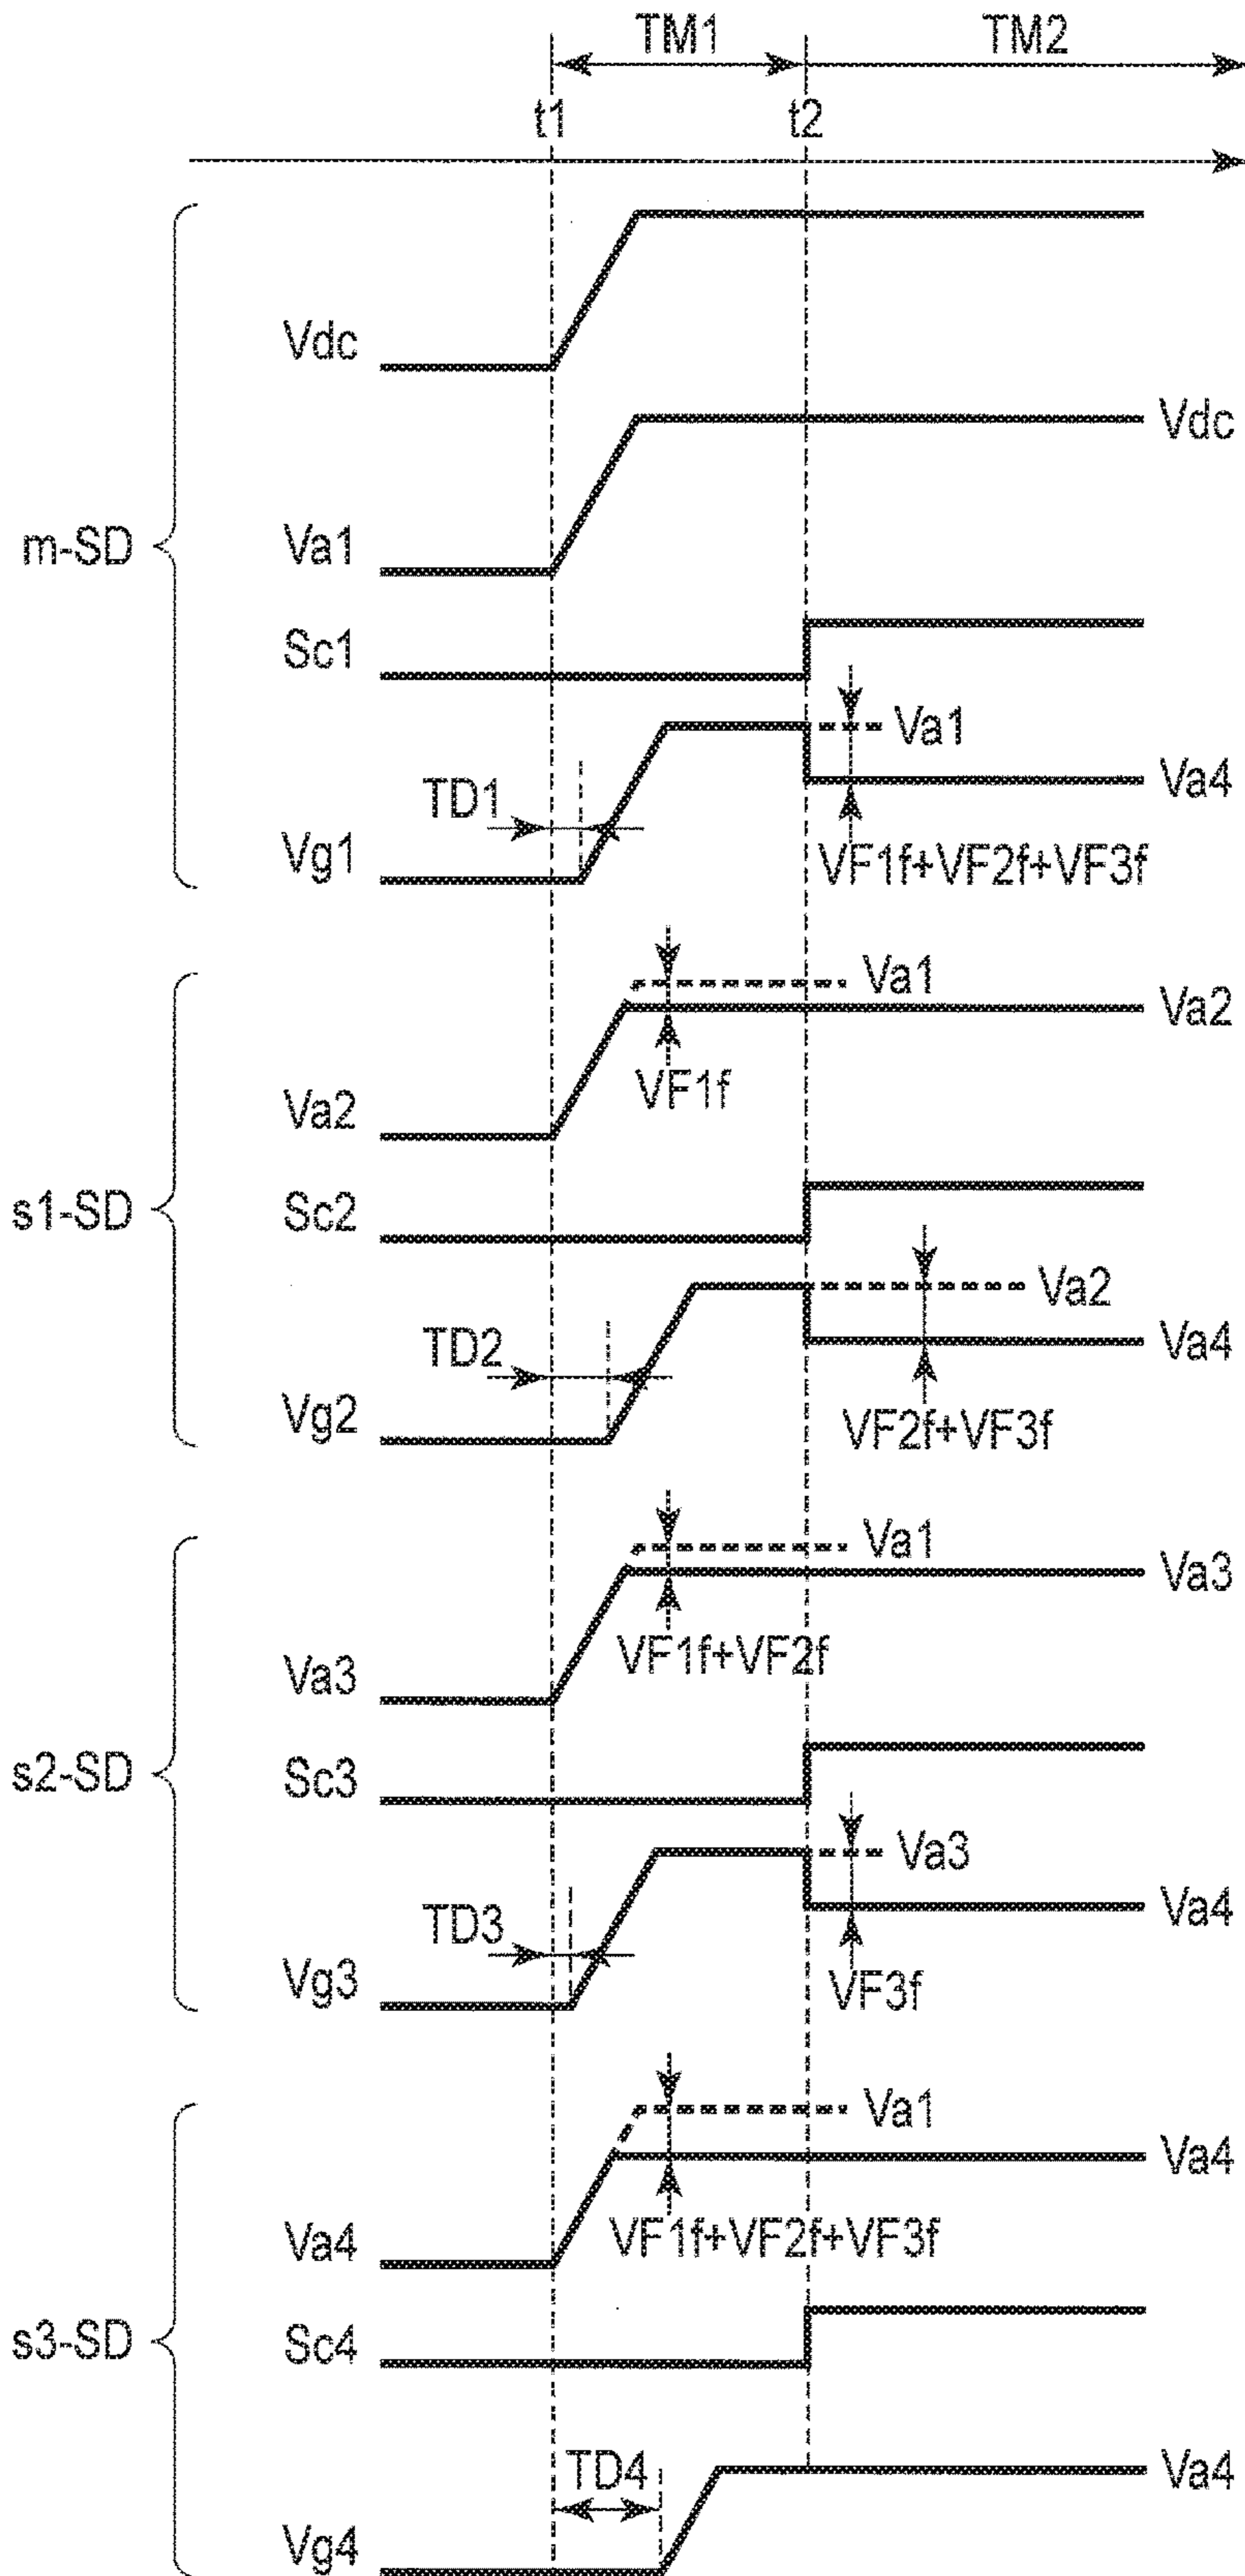 TM1 TM2
t1 t2
Vdc
Vdc
m-SD Va1
Sc1
Va1
TD1 Va4
Vg1 VF1f+VF2f+VF3f
Va1
Va2
VF1f
Va2
s1-SD Sc2
Va2
TD2 Va4
Vg2 VF2f+VF3f
Va1
Va3
VF1f+VF2f
Va3
s2-SD Sc3
Va3
TD3 Va4
Vg3 VF3f
Va1
Va4
Va4 VF1f+VF2f+VF3f
s3-SD Sc4
TD4 Va4
Vg4